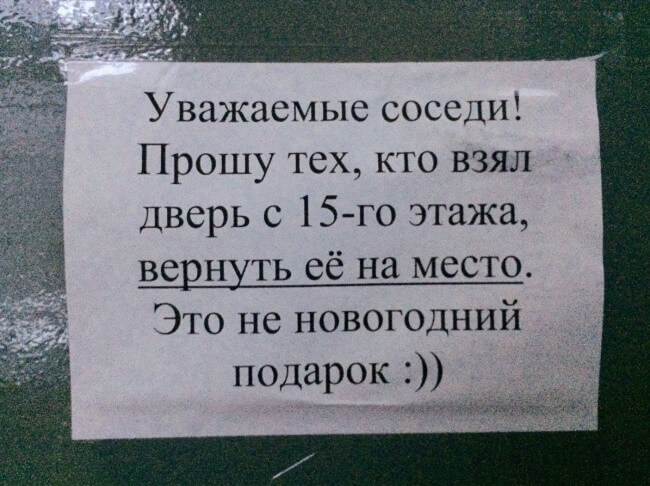 Уважаемые соседи!
Прошу тех, кто взял
дверь с 15-го этажа,
вернуть её на место.
Это не новогодний
подарок :))